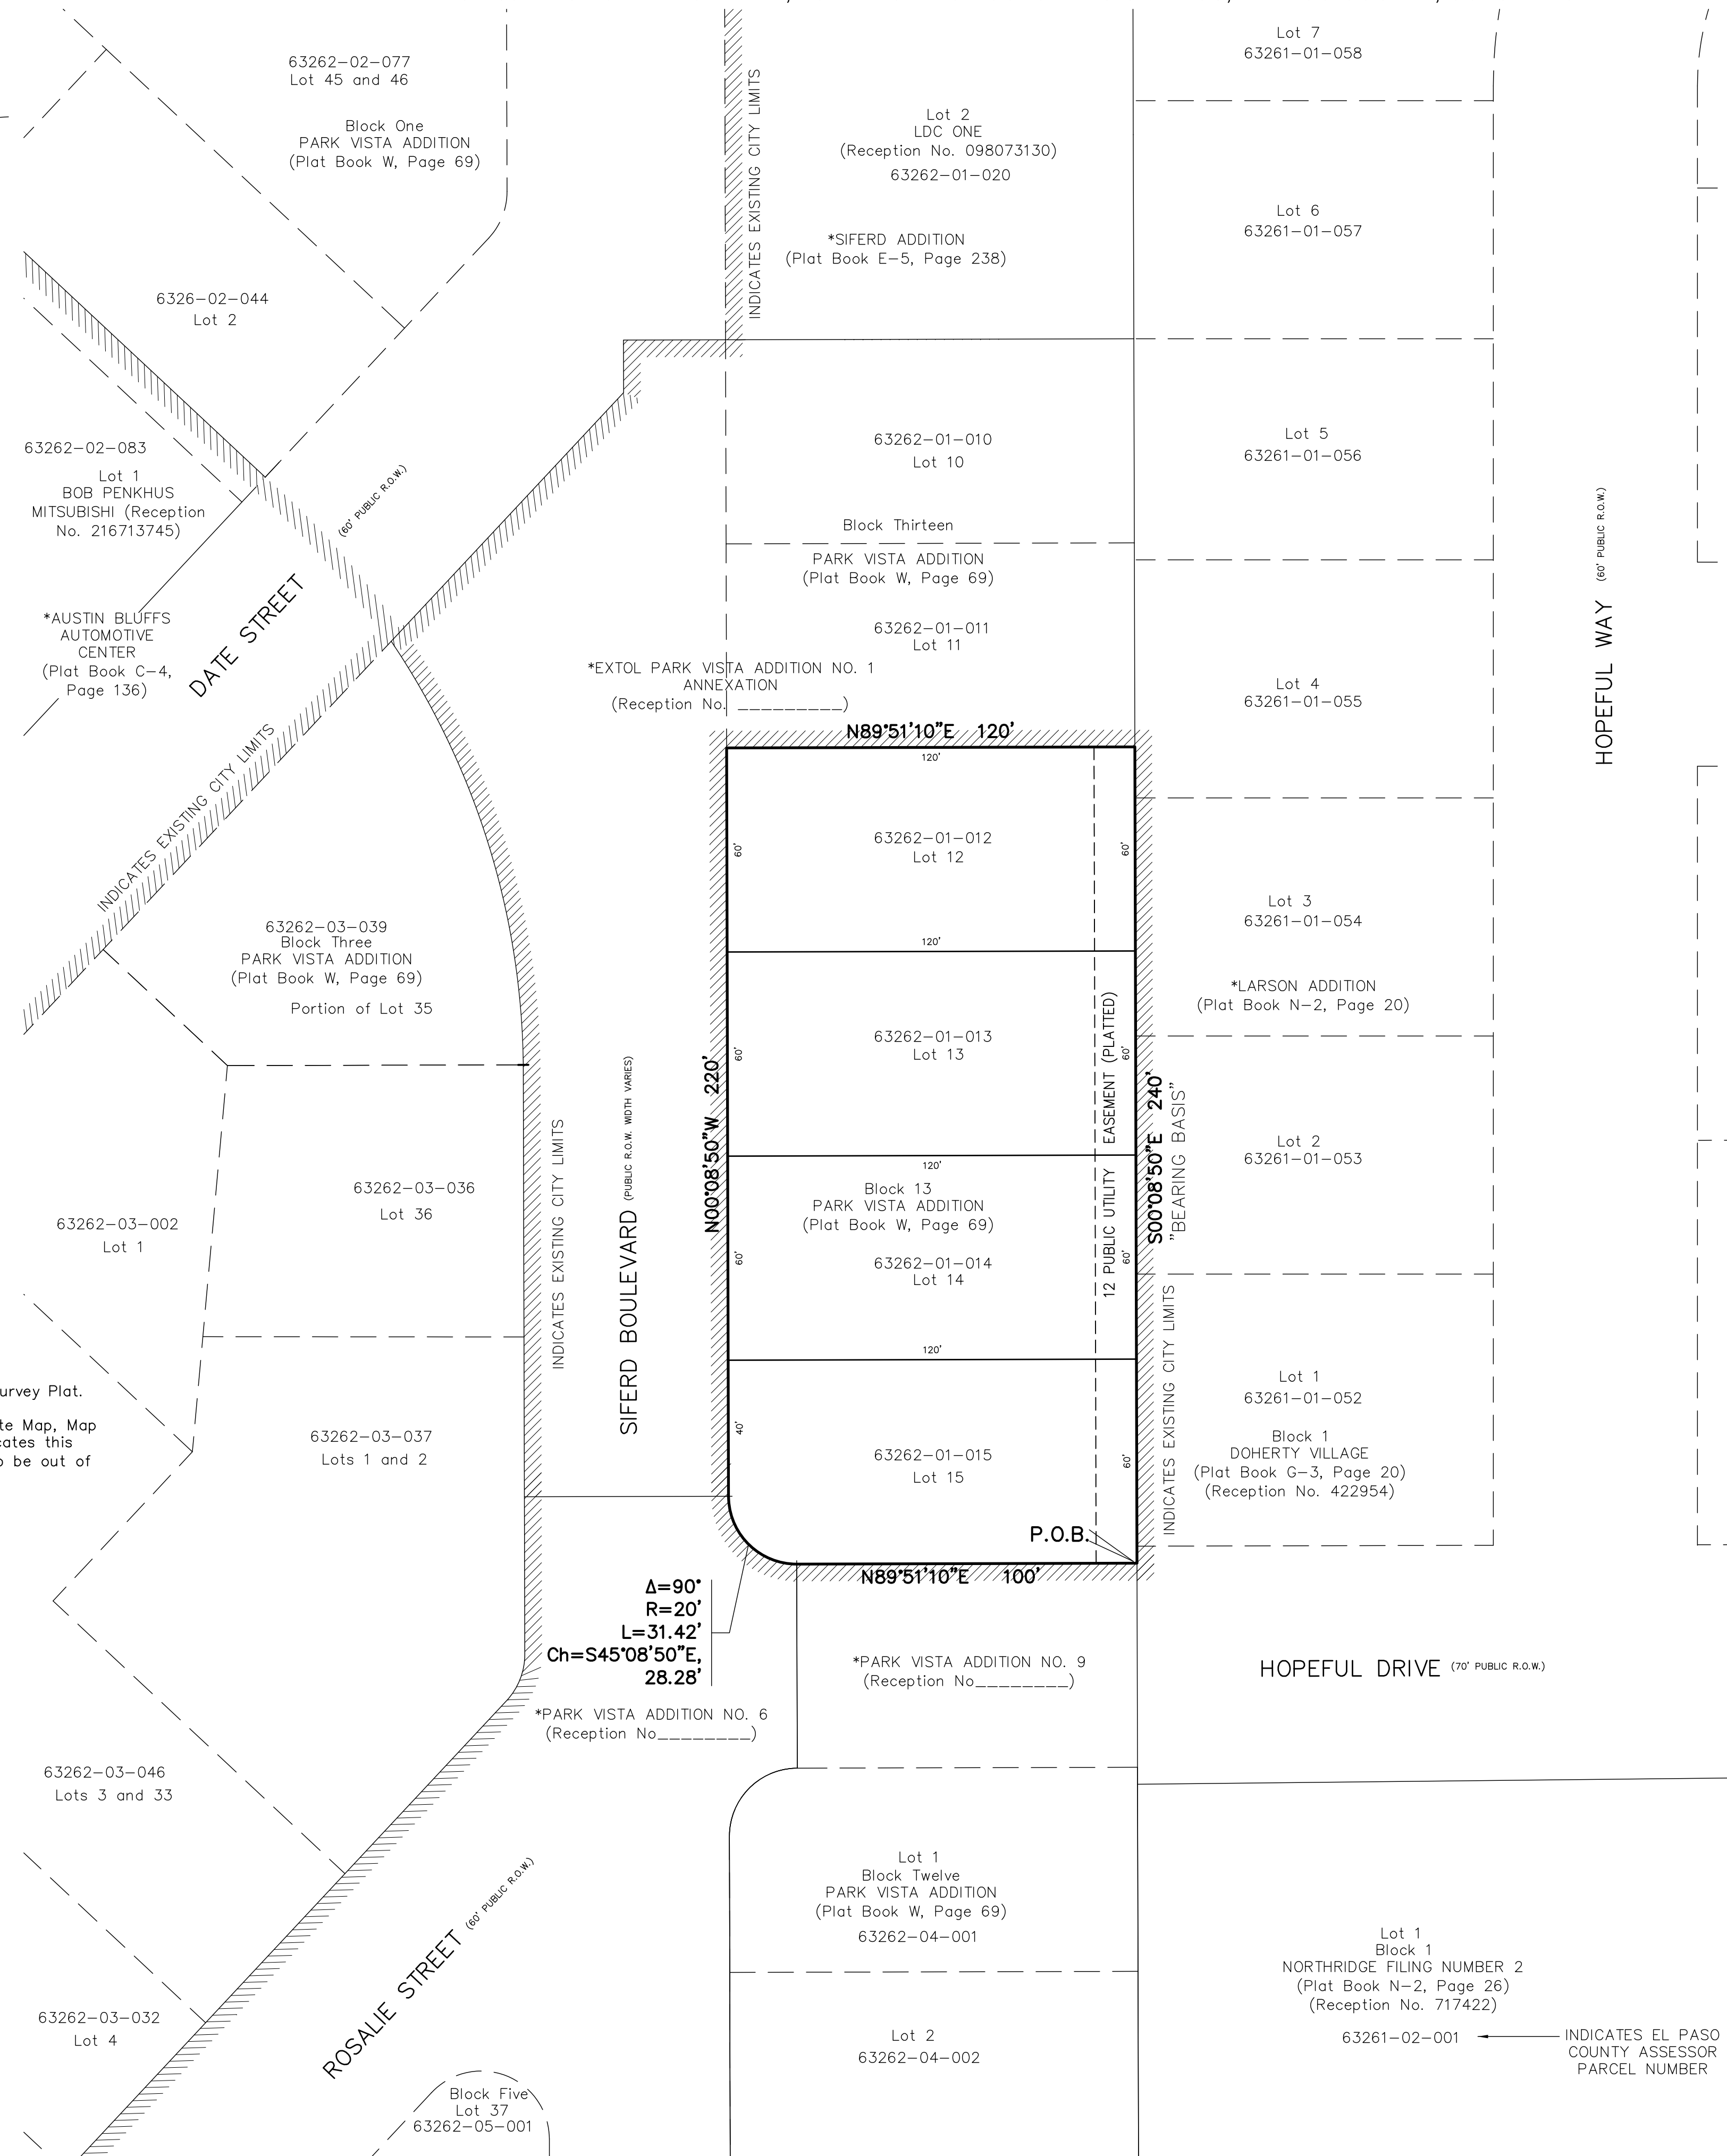 63262-02-077
Lot 45 and 46
Block One
PARK VISTA ADDITION
(Plat Book W, Page 69)
6326-02-044
Lot 2
63262-02-083
Lot 1
BOB PENKHUS
MITSUBISHI (Reception
No. 216713745)
*AUSTIN BLUFFS
AUTOMOTIVE
CENTER
(Plat Book C-4,
Page 136)
DATE STREET
(60' PUBLIC R.O.W.)
INDICATES EXISTING CITY LIMITS
INDICATES EXISTING CITY LIMITS
Lot 2
LDC ONE
(Reception No. 098073130)
63262-01-020
*SIFERD ADDITION
(Plat Book E-5, Page 238)
Lot 7
63261-01-058
Lot 6
63261-01-057
Lot 5
63261-01-056
Lot 4
63261-01-055
Lot 3
63261-01-054
*LARSON ADDITION
(Plat Book N-2, Page 20)
Lot 2
63261-01-053
Lot 1
63261-01-052
Block 1
DOHERTY VILLAGE
(Plat Book G-3, Page 20)
(Reception No. 422954)
HOPEFUL WAY (60' PUBLIC R.O.W.)
63262-01-010
Lot 10
Block Thirteen
PARK VISTA ADDITION
(Plat Book W, Page 69)
63262-01-011
Lot 11
*EXTOL PARK VISTA ADDITION NO. 1
ANNEXATION
(Reception No. _________)
N89°51'10"E 120'
120'
63262-01-012
Lot 12
60'
60'
120'
63262-01-013
Lot 13
60'
60'
120'
Block 13
PARK VISTA ADDITION
(Plat Book W, Page 69)
63262-01-014
Lot 14
60'
60'
120'
63262-01-015
Lot 15
40'
60'
12 PUBLIC UTILITY EASEMENT (PLATTED)
N00°08'50"W 220'
S00°08'50"E 240'
"BEARING BASIS"
INDICATES EXISTING CITY LIMITS
P.O.B.
N89°51'10"E 100'
Δ=90°
R=20'
L=31.42'
Ch=S45°08'50"E,
28.28'
SIFERD BOULEVARD (PUBLIC R.O.W. WIDTH VARIES)
INDICATES EXISTING CITY LIMITS
63262-03-039
Block Three
PARK VISTA ADDITION
(Plat Book W, Page 69)
Portion of Lot 35
63262-03-036
Lot 36
63262-03-002
Lot 1
urvey Plat.
te Map, Map
cates this
o be out of
63262-03-037
Lots 1 and 2
63262-03-046
Lots 3 and 33
63262-03-032
Lot 4
*PARK VISTA ADDITION NO. 9
(Reception No________)
*PARK VISTA ADDITION NO. 6
(Reception No________)
HOPEFUL DRIVE (70' PUBLIC R.O.W.)
ROSALIE STREET (60' PUBLIC R.O.W.)
Lot 1
Block Twelve
PARK VISTA ADDITION
(Plat Book W, Page 69)
63262-04-001
Lot 2
63262-04-002
Block Five
Lot 37
63262-05-001
Lot 1
Block 1
NORTHRIDGE FILING NUMBER 2
(Plat Book N-2, Page 26)
(Reception No. 717422)
63261-02-001
INDICATES EL PASO
COUNTY ASSESSOR
PARCEL NUMBER